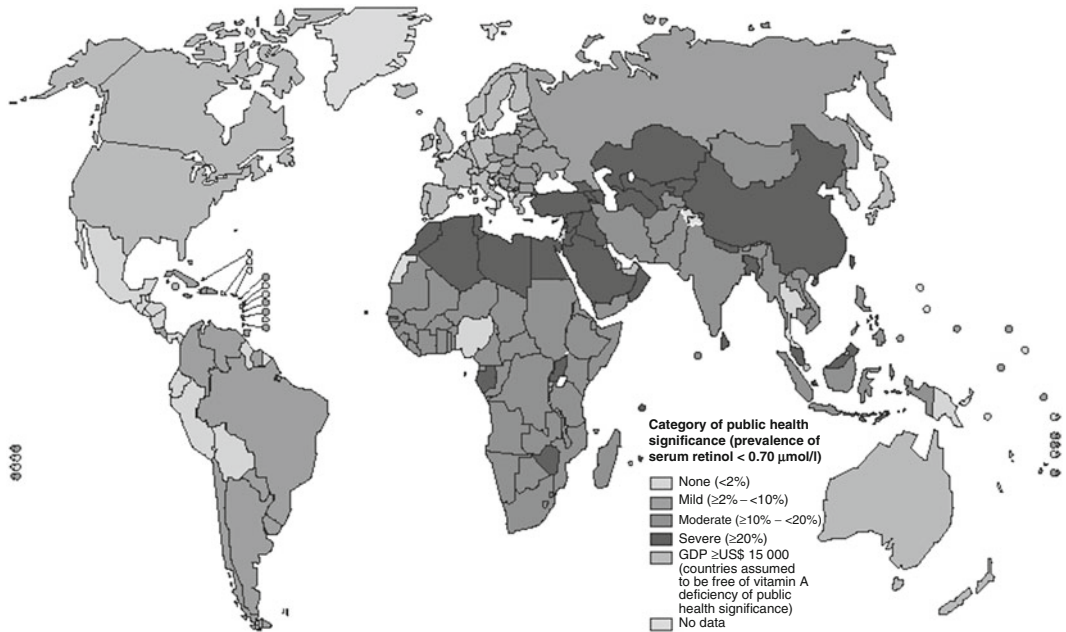 Category of public health
significance (prevalence of
serum retinol < 0.70 µmol/l)
None (<2%)
Mild (≥2% – <10%)
Moderate (≥10% – <20%)
Severe (≥20%)
GDP ≥US$ 15 000
(countries assumed
to be free of vitamin A
deficiency of public
health significance)
No data